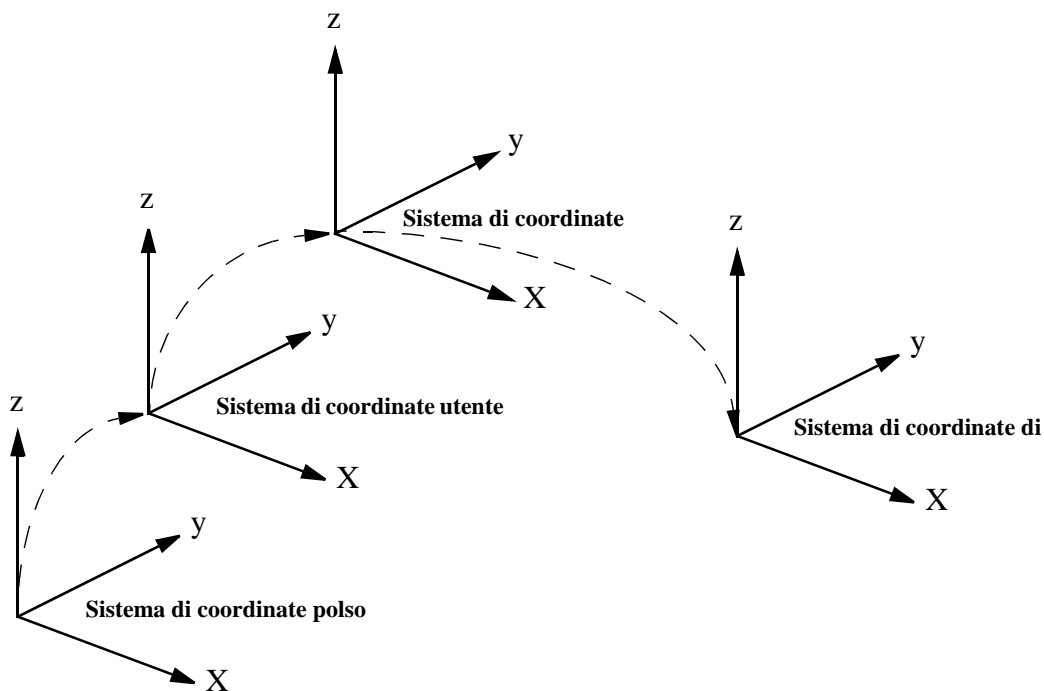 z
y
Sistema di coordinate
X
z
y
Sistema di coordinate utente
X
z
y
Sistema di coordinate di
X
z
y
Sistema di coordinate polso
X